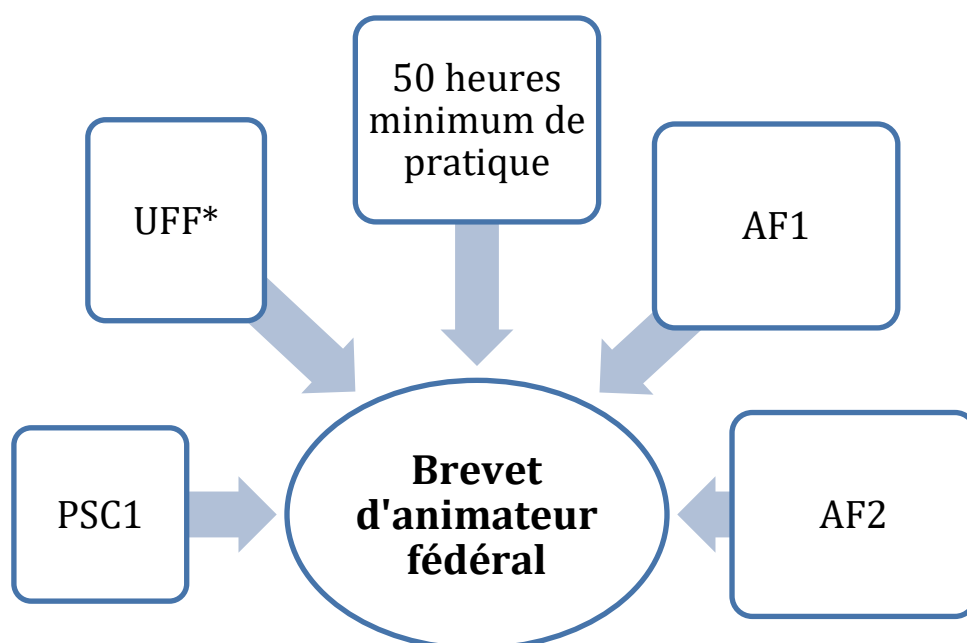 50 heures
minimum de
pratique
UFF*
AF1
PSC1
Brevet
d'animateur
fédéral
AF2